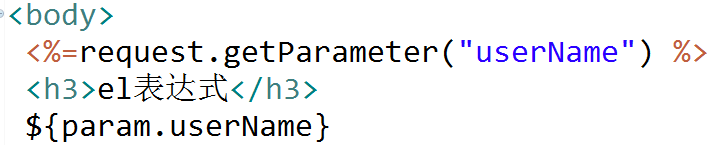 <body>
<%=request.getParameter("userName") %>
<h3>el表达式</h3>
${param.userName}